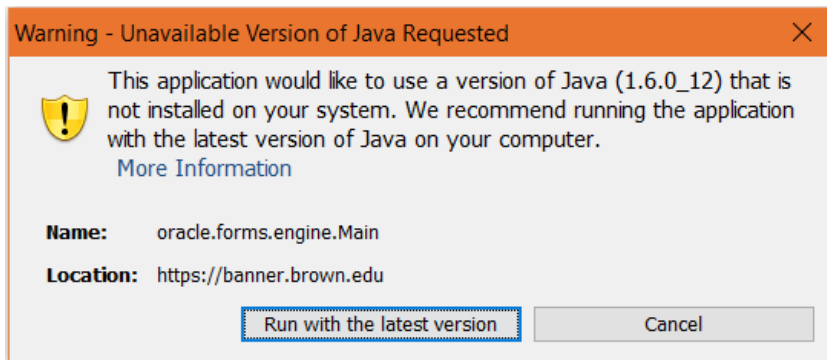 Warning - Unavailable Version of Java Requested
This application would like to use a version of Java (1.6.0_12) that is
not installed on your system. We recommend running the application
with the latest version of Java on your computer.
More Information
Name: oracle.forms.engine.Main
Location: https://banner.brown.edu
Run with the latest version Cancel